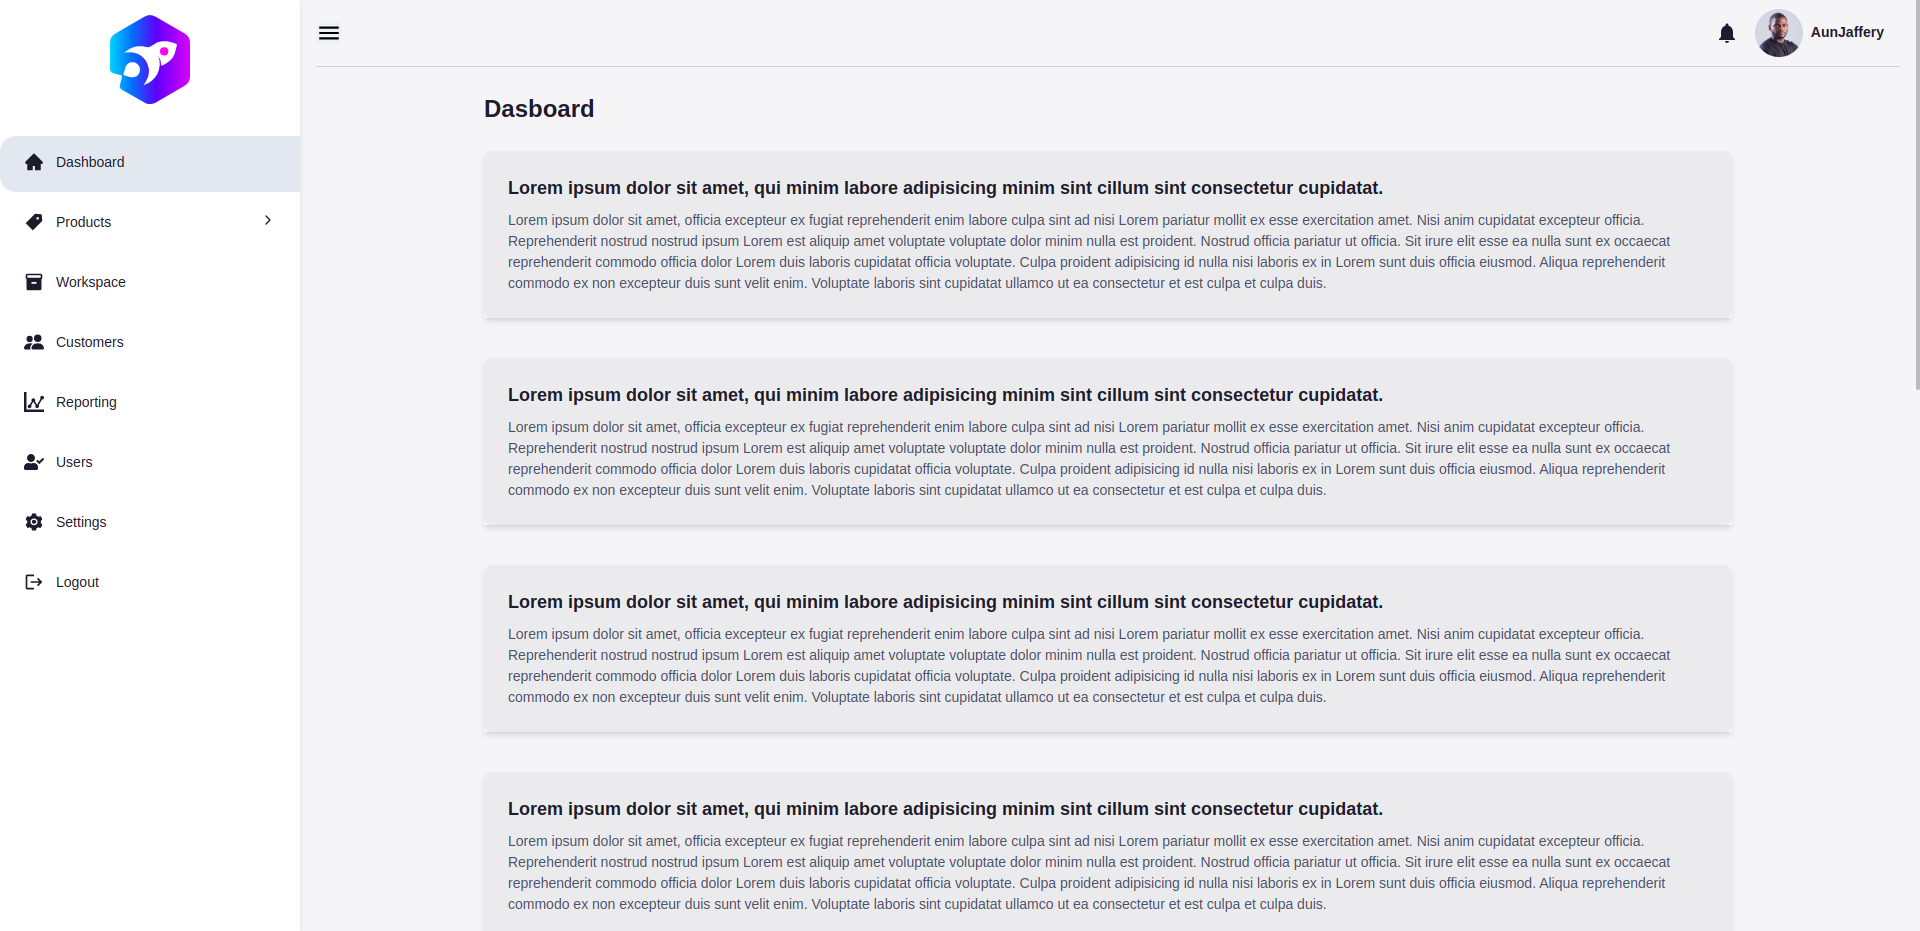 AunJaffery
Dashboard
Products
Workspace
Customers
Reporting
Users
Settings
Logout
Dasboard
Lorem ipsum dolor sit amet, qui minim labore adipisicing minim sint cillum sint consectetur cupidatat.
Lorem ipsum dolor sit amet, officia excepteur ex fugiat reprehenderit enim labore culpa sint ad nisi Lorem pariatur mollit ex esse exercitation amet. Nisi anim cupidatat excepteur officia.
Reprehenderit nostrud nostrud ipsum Lorem est aliquip amet voluptate voluptate dolor minim nulla est proident. Nostrud officia pariatur ut officia. Sit irure elit esse ea nulla sunt ex occaecat
reprehenderit commodo officia dolor Lorem duis laboris cupidatat officia voluptate. Culpa proident adipisicing id nulla nisi laboris ex in Lorem sunt duis officia eiusmod. Aliqua reprehenderit
commodo ex non excepteur duis sunt velit enim. Voluptate laboris sint cupidatat ullamco ut ea consectetur et est culpa et culpa duis.
Lorem ipsum dolor sit amet, qui minim labore adipisicing minim sint cillum sint consectetur cupidatat.
Lorem ipsum dolor sit amet, officia excepteur ex fugiat reprehenderit enim labore culpa sint ad nisi Lorem pariatur mollit ex esse exercitation amet. Nisi anim cupidatat excepteur officia.
Reprehenderit nostrud nostrud ipsum Lorem est aliquip amet voluptate voluptate dolor minim nulla est proident. Nostrud officia pariatur ut officia. Sit irure elit esse ea nulla sunt ex occaecat
reprehenderit commodo officia dolor Lorem duis laboris cupidatat officia voluptate. Culpa proident adipisicing id nulla nisi laboris ex in Lorem sunt duis officia eiusmod. Aliqua reprehenderit
commodo ex non excepteur duis sunt velit enim. Voluptate laboris sint cupidatat ullamco ut ea consectetur et est culpa et culpa duis.
Lorem ipsum dolor sit amet, qui minim labore adipisicing minim sint cillum sint consectetur cupidatat.
Lorem ipsum dolor sit amet, officia excepteur ex fugiat reprehenderit enim labore culpa sint ad nisi Lorem pariatur mollit ex esse exercitation amet. Nisi anim cupidatat excepteur officia.
Reprehenderit nostrud nostrud ipsum Lorem est aliquip amet voluptate voluptate dolor minim nulla est proident. Nostrud officia pariatur ut officia. Sit irure elit esse ea nulla sunt ex occaecat
reprehenderit commodo officia dolor Lorem duis laboris cupidatat officia voluptate. Culpa proident adipisicing id nulla nisi laboris ex in Lorem sunt duis officia eiusmod. Aliqua reprehenderit
commodo ex non excepteur duis sunt velit enim. Voluptate laboris sint cupidatat ullamco ut ea consectetur et est culpa et culpa duis.
Lorem ipsum dolor sit amet, qui minim labore adipisicing minim sint cillum sint consectetur cupidatat.
Lorem ipsum dolor sit amet, officia excepteur ex fugiat reprehenderit enim labore culpa sint ad nisi Lorem pariatur mollit ex esse exercitation amet. Nisi anim cupidatat excepteur officia.
Reprehenderit nostrud nostrud ipsum Lorem est aliquip amet voluptate voluptate dolor minim nulla est proident. Nostrud officia pariatur ut officia. Sit irure elit esse ea nulla sunt ex occaecat
reprehenderit commodo officia dolor Lorem duis laboris cupidatat officia voluptate. Culpa proident adipisicing id nulla nisi laboris ex in Lorem sunt duis officia eiusmod. Aliqua reprehenderit
commodo ex non excepteur duis sunt velit enim. Voluptate laboris sint cupidatat ullamco ut ea consectetur et est culpa et culpa duis.